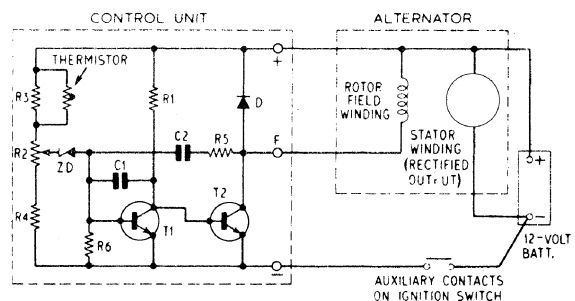 CONTROL UNIT
ALTERNATOR
+
THERMISTOR
R3
R1
D
ROTOR
FIELD
WINDING
C2
R5
F
R2
ZD
C1
STATOR
WINDING
(RECTIFIED
OUTPUT)
+
T2
R4
T1
R6
−
−
12-VOLT
BATT.
AUXILIARY CONTACTS
ON IGNITION SWITCH